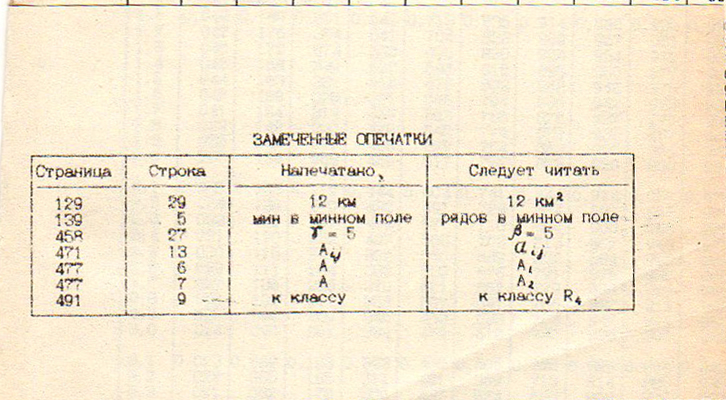 ЗАМЕЧЕННЫЕ ОПЕЧАТКИ
Страница Строка Напечатано, Следует читать
129 29 12 км 12 км²
139 5 мин в минном поле рядов в минном поле
458 27 γ = 5 β = 5
471 13 A ij a ij
477 6 A A₁
477 7 A A₂
491 9 к классу к классу R₄